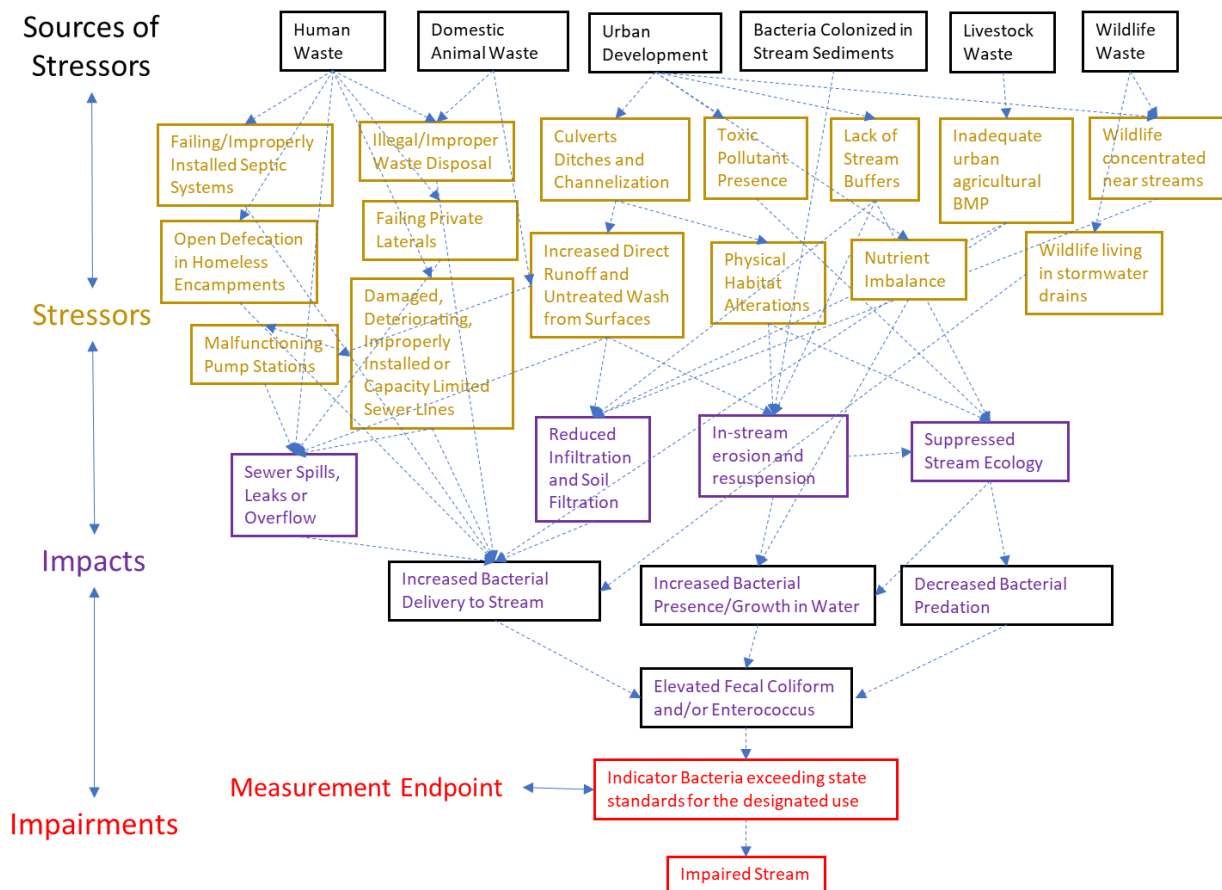 Sources of
Stressors
Human
Waste
Domestic
Animal Waste
Urban
Development
Bacteria Colonized in
Stream Sediments
Livestock
Waste
Wildlife
Waste
Failing/Improperly
Installed Septic
Systems
Illegal/Improper
Waste Disposal
Culverts
Ditches and
Channelization
Toxic
Pollutant
Presence
Lack of
Stream
Buffers
Inadequate
urban
agricultural
BMP
Wildlife
concentrated
near streams
Open Defecation
in Homeless
Encampments
Failing Private
Laterals
Increased Direct
Runoff and
Untreated Wash
from Surfaces
Physical
Habitat
Alterations
Nutrient
Imbalance
Wildlife living
in stormwater
drains
Stressors
Malfunctioning
Pump Stations
Damaged,
Deteriorating,
Improperly
Installed or
Capacity Limited
Sewer Lines
Sewer Spills,
Leaks or
Overflow
Reduced
Infiltration
and Soil
Filtration
In-stream
erosion and
resuspension
Suppressed
Stream Ecology
Impacts
Increased Bacterial
Delivery to Stream
Increased Bacterial
Presence/Growth in Water
Decreased Bacterial
Predation
Elevated Fecal Coliform
and/or Enterococcus
Measurement Endpoint
Indicator Bacteria exceeding state
standards for the designated use
Impairments
Impaired Stream